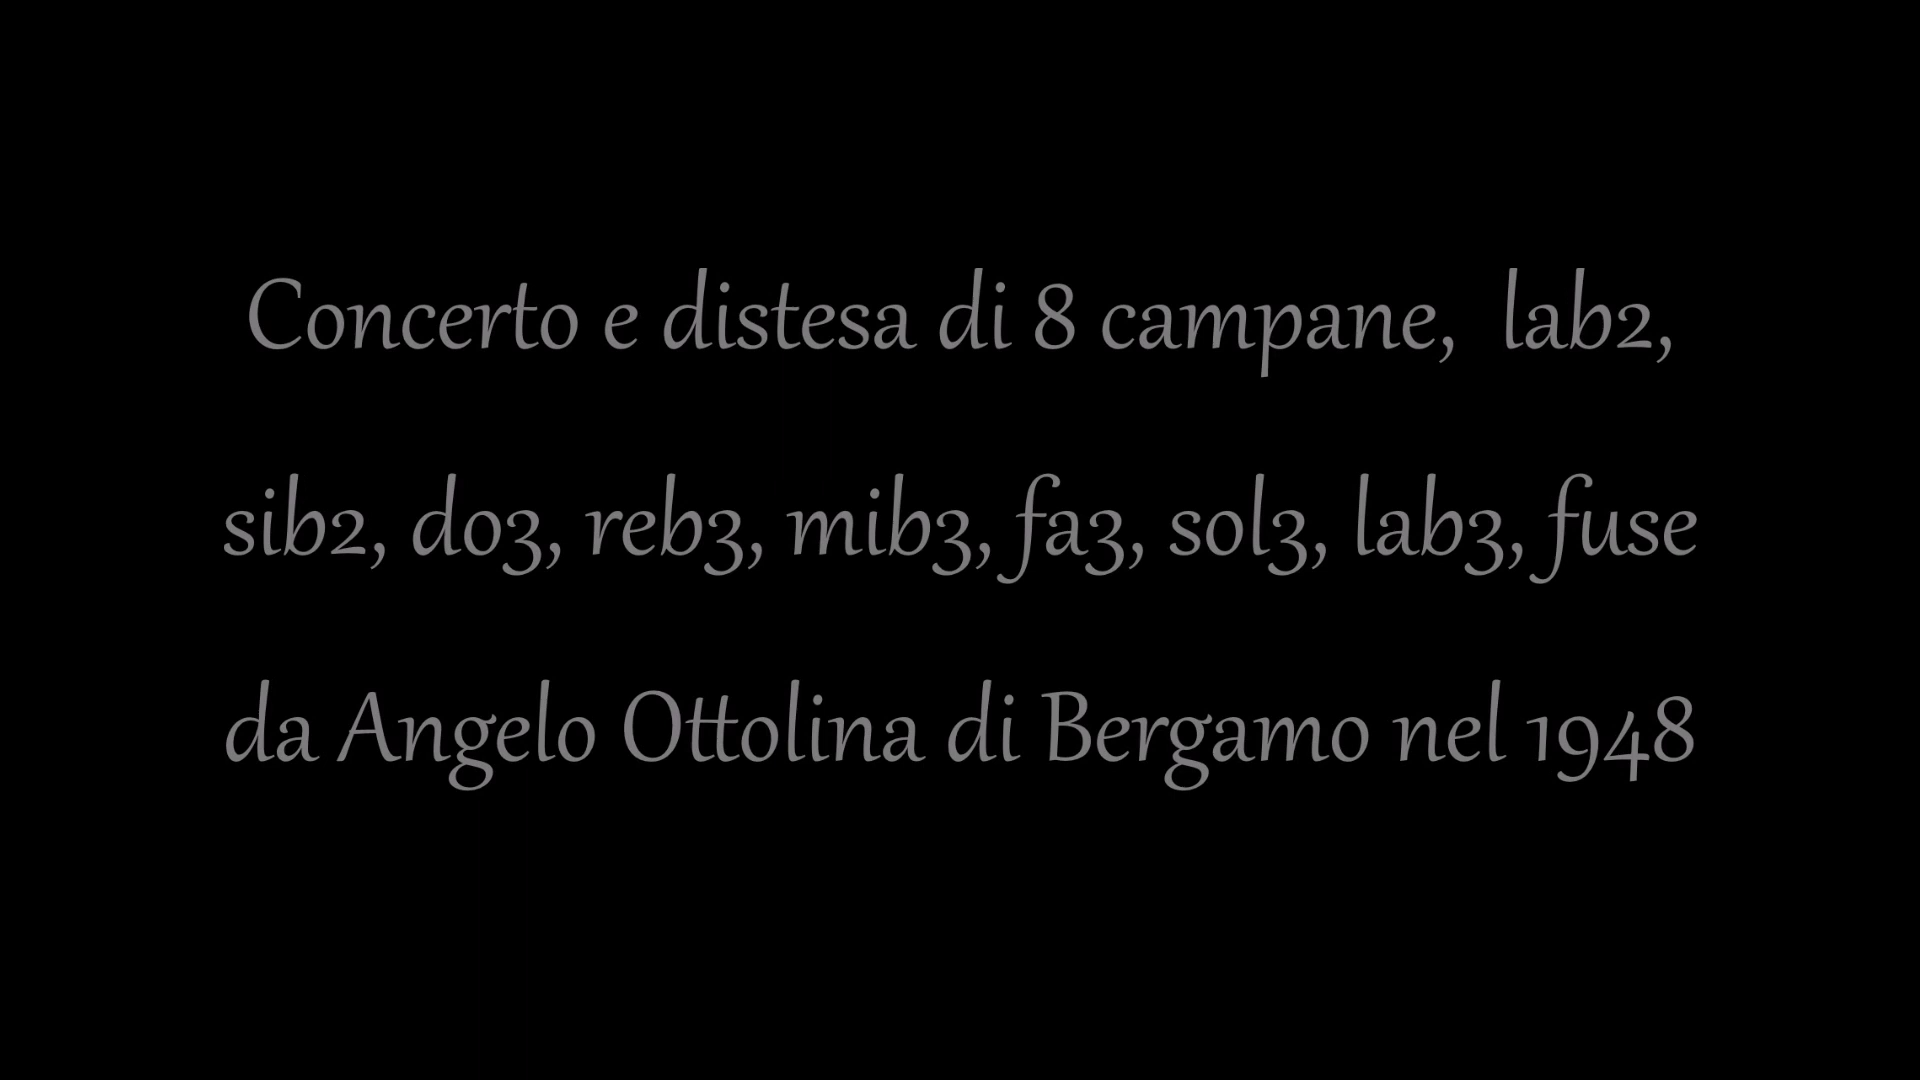 Concerto e distesa di 8 campane,  lab2,
sib2, do3, reb3, mib3, fa3, sol3, lab3, fuse
da Angelo Ottolina di Bergamo nel 1948